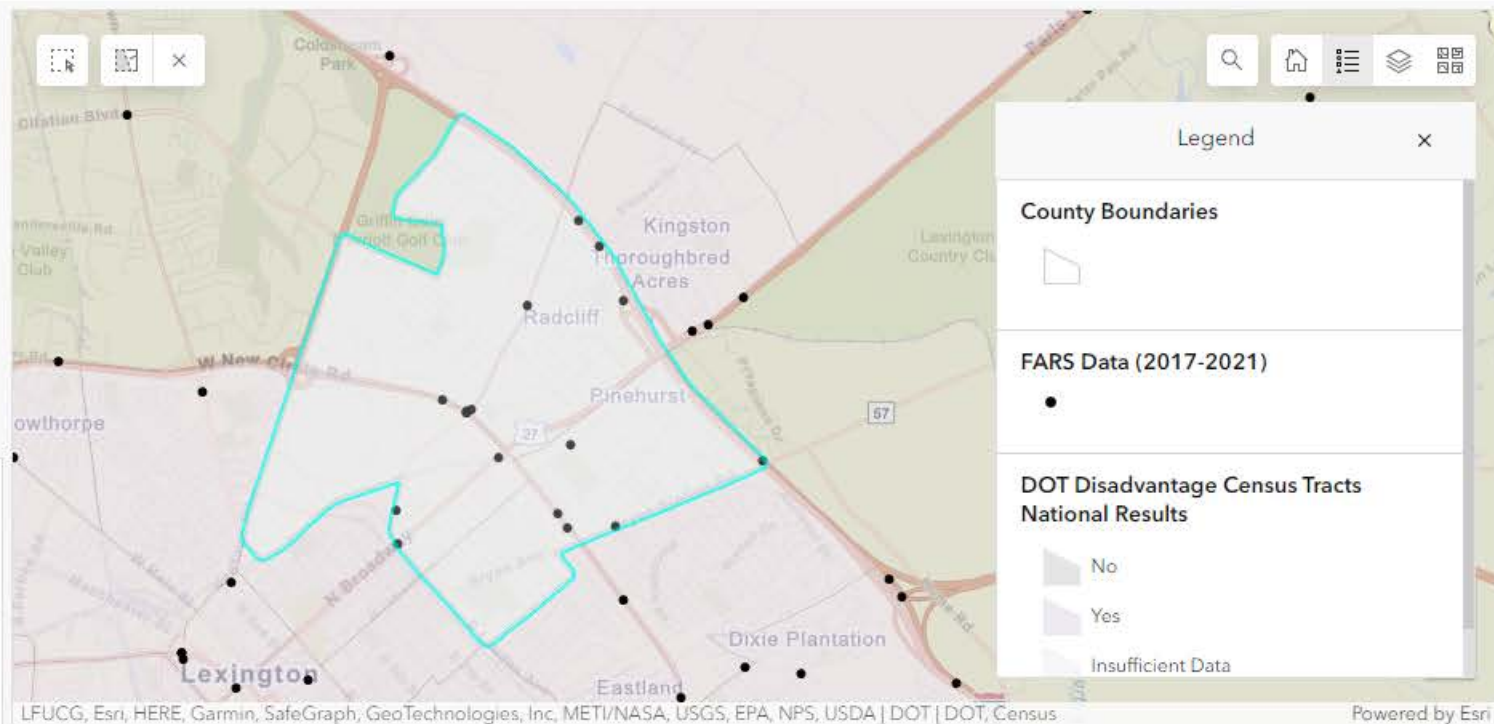 Coldstream
Park
Citation Blvd
Kingston
Thoroughbred
Acres
Lexington
Country Clu
Radcliff
W New Circle Rd
Pinehurst
27
57
owthorpe
N Broadway
Dixie Plantation
Lexington
Eastland
Valley
Club
Legend
County Boundaries
FARS Data (2017-2021)
DOT Disadvantage Census Tracts
National Results
No
Yes
Insufficient Data
LFUCG, Esri, HERE, Garmin, SafeGraph, GeoTechnologies, Inc, METI/NASA, USGS, EPA, NPS, USDA | DOT | DOT, Census
Powered by Esri